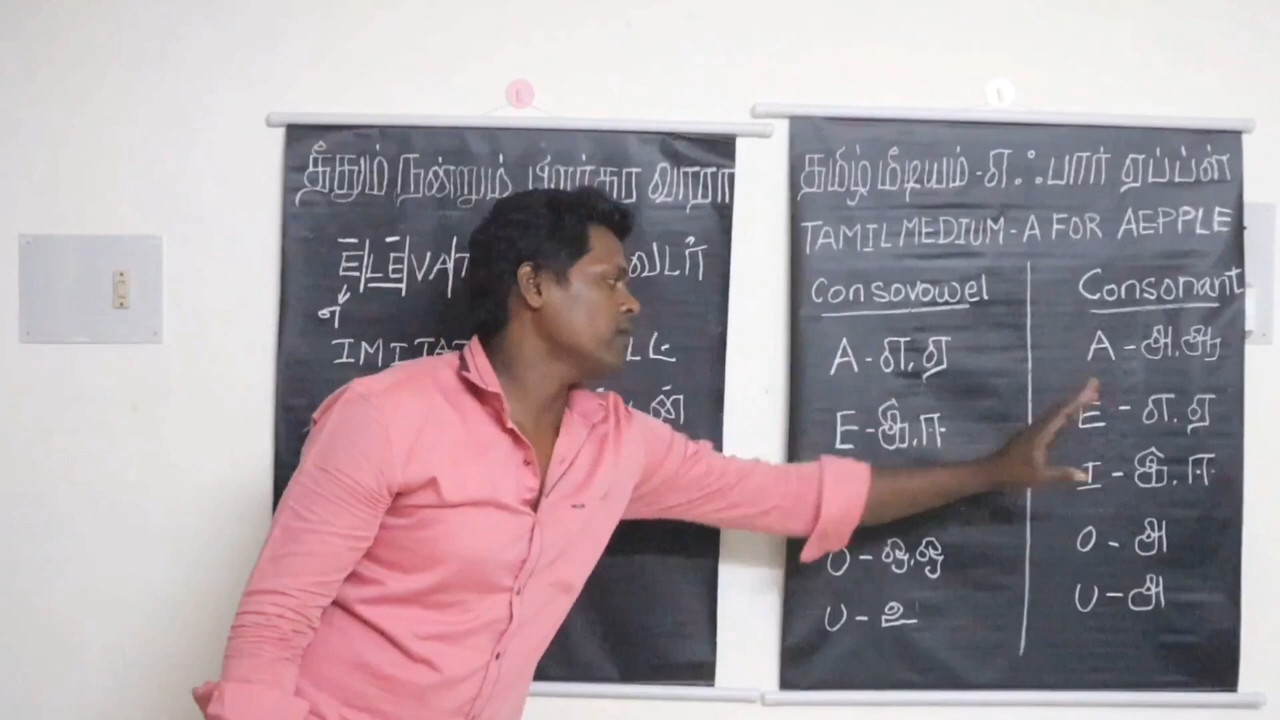 தீதும் நன்றும் பிறர்தர வாரா
ELEVAT வேடர்
எ
IMITAT
தமிழ் மீடியம் - எ ஃபார் ஏப்ப்ள்
TAMIL MEDIUM - A FOR AEPPLE
Consovowel
Consonant
A - எ, ஏ
A - அ, ஆ
E - இ, ஈ
E - எ, ஏ
I - இ, ஈ
O - ஒ, ஓ
O - அ
U - உ
U - அ